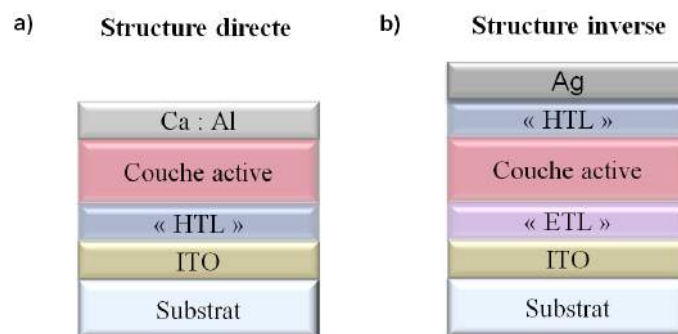 a)
Structure directe
Ca : Al
Couche active
« HTL »
ITO
Substrat
b)
Structure inverse
Ag
« HTL »
Couche active
« ETL »
ITO
Substrat